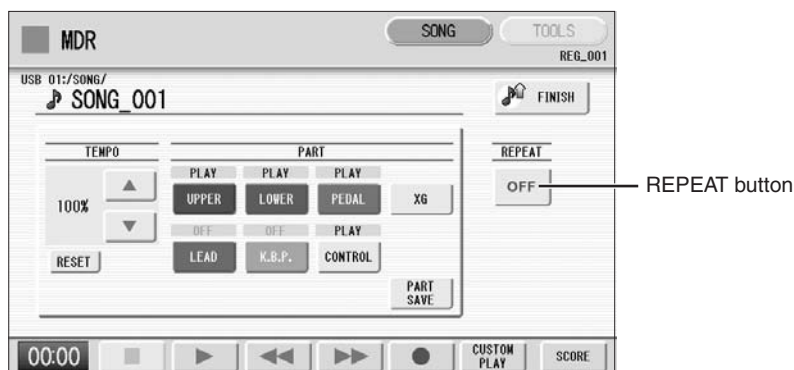 MDR
SONG
TOOLS
REG_001
USB 01:/SONG/
SONG_001
FINISH
TEMPO
PART
REPEAT
PLAY PLAY PLAY
100%
UPPER LOWER PEDAL XG
OFF
REPEAT button
OFF OFF PLAY
RESET
LEAD K.B.P. CONTROL
PART
SAVE
00:00
CUSTOM
PLAY
SCORE